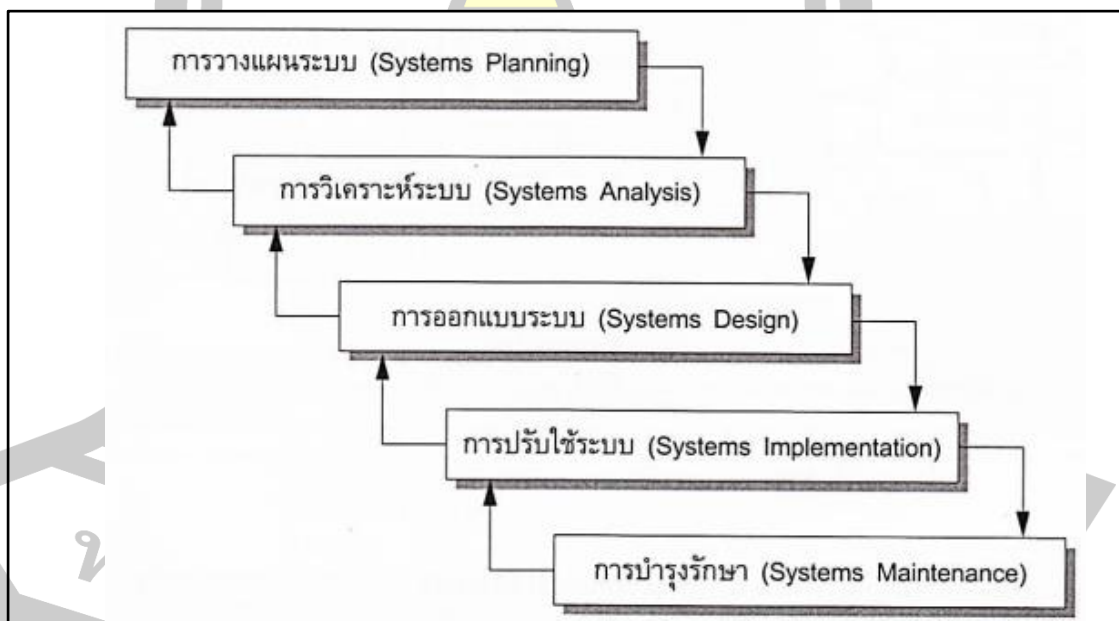 การวางแผนระบบ (Systems Planning)
การวิเคราะห์ระบบ (Systems Analysis)
การออกแบบระบบ (Systems Design)
การปรับใช้ระบบ (Systems Implementation)
การบำรุงรักษา (Systems Maintenance)